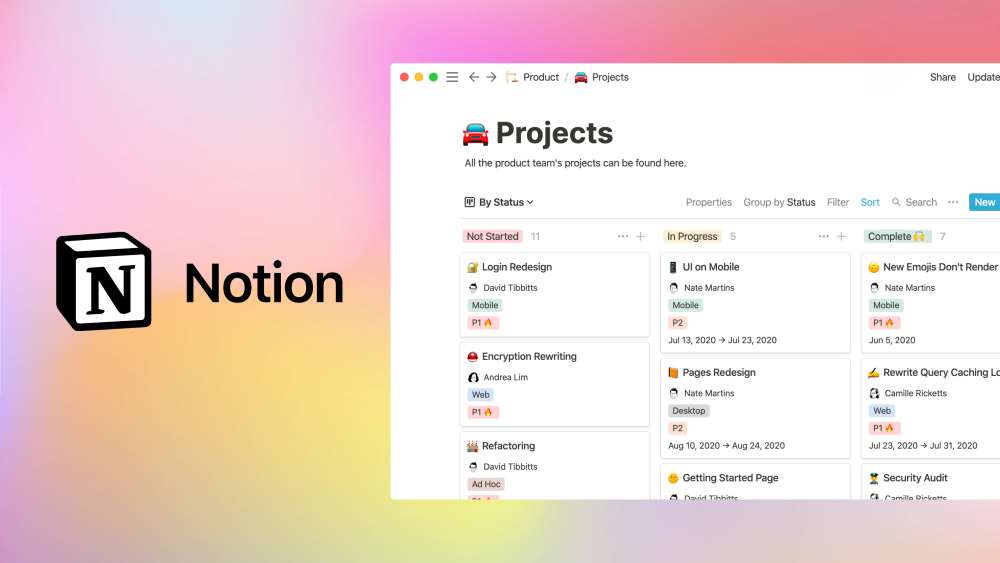 Notion
Product / Projects
Share Update
Projects
All the product team's projects can be found here.
By Status
Properties Group by Status Filter Sort Search ... New
Not Started 11
Login Redesign
David Tibbitts
Mobile
P1 🔥
Encryption Rewriting
Andrea Lim
Web
P1 🔥
Refactoring
David Tibbitts
Ad Hoc
P1 🔥
In Progress 5
UI on Mobile
Nate Martins
Mobile
P2
Jul 13, 2020 → Jul 23, 2020
Pages Redesign
Nate Martins
Desktop
P2
Aug 10, 2020 → Aug 24, 2020
Getting Started Page
David Tibbitts
Complete 🙌 7
New Emojis Don't Render
Nate Martins
Mobile
P1 🔥
Jun 5, 2020
Rewrite Query Caching Lo
Camille Ricketts
Web
P1 🔥
Jul 23, 2020 → Jul 31, 2020
Security Audit
Camille Ricketts